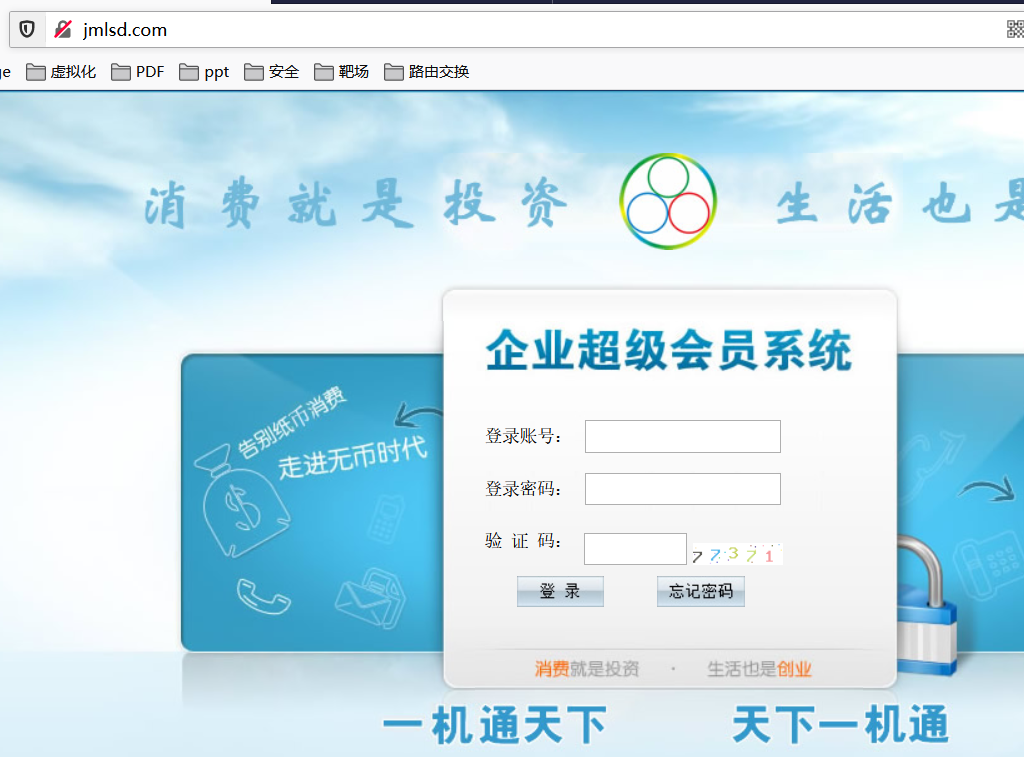 jmlsd.com
虚拟化 PDF ppt 安全 靶场 路由交换
消费就是投资 生活也是
企业超级会员系统
告别纸币消费
走进无币时代
登录账号：
登录密码：
验 证 码：
77371
登 录 忘记密码
消费就是投资 · 生活也是创业
一机通天下 天下一机通